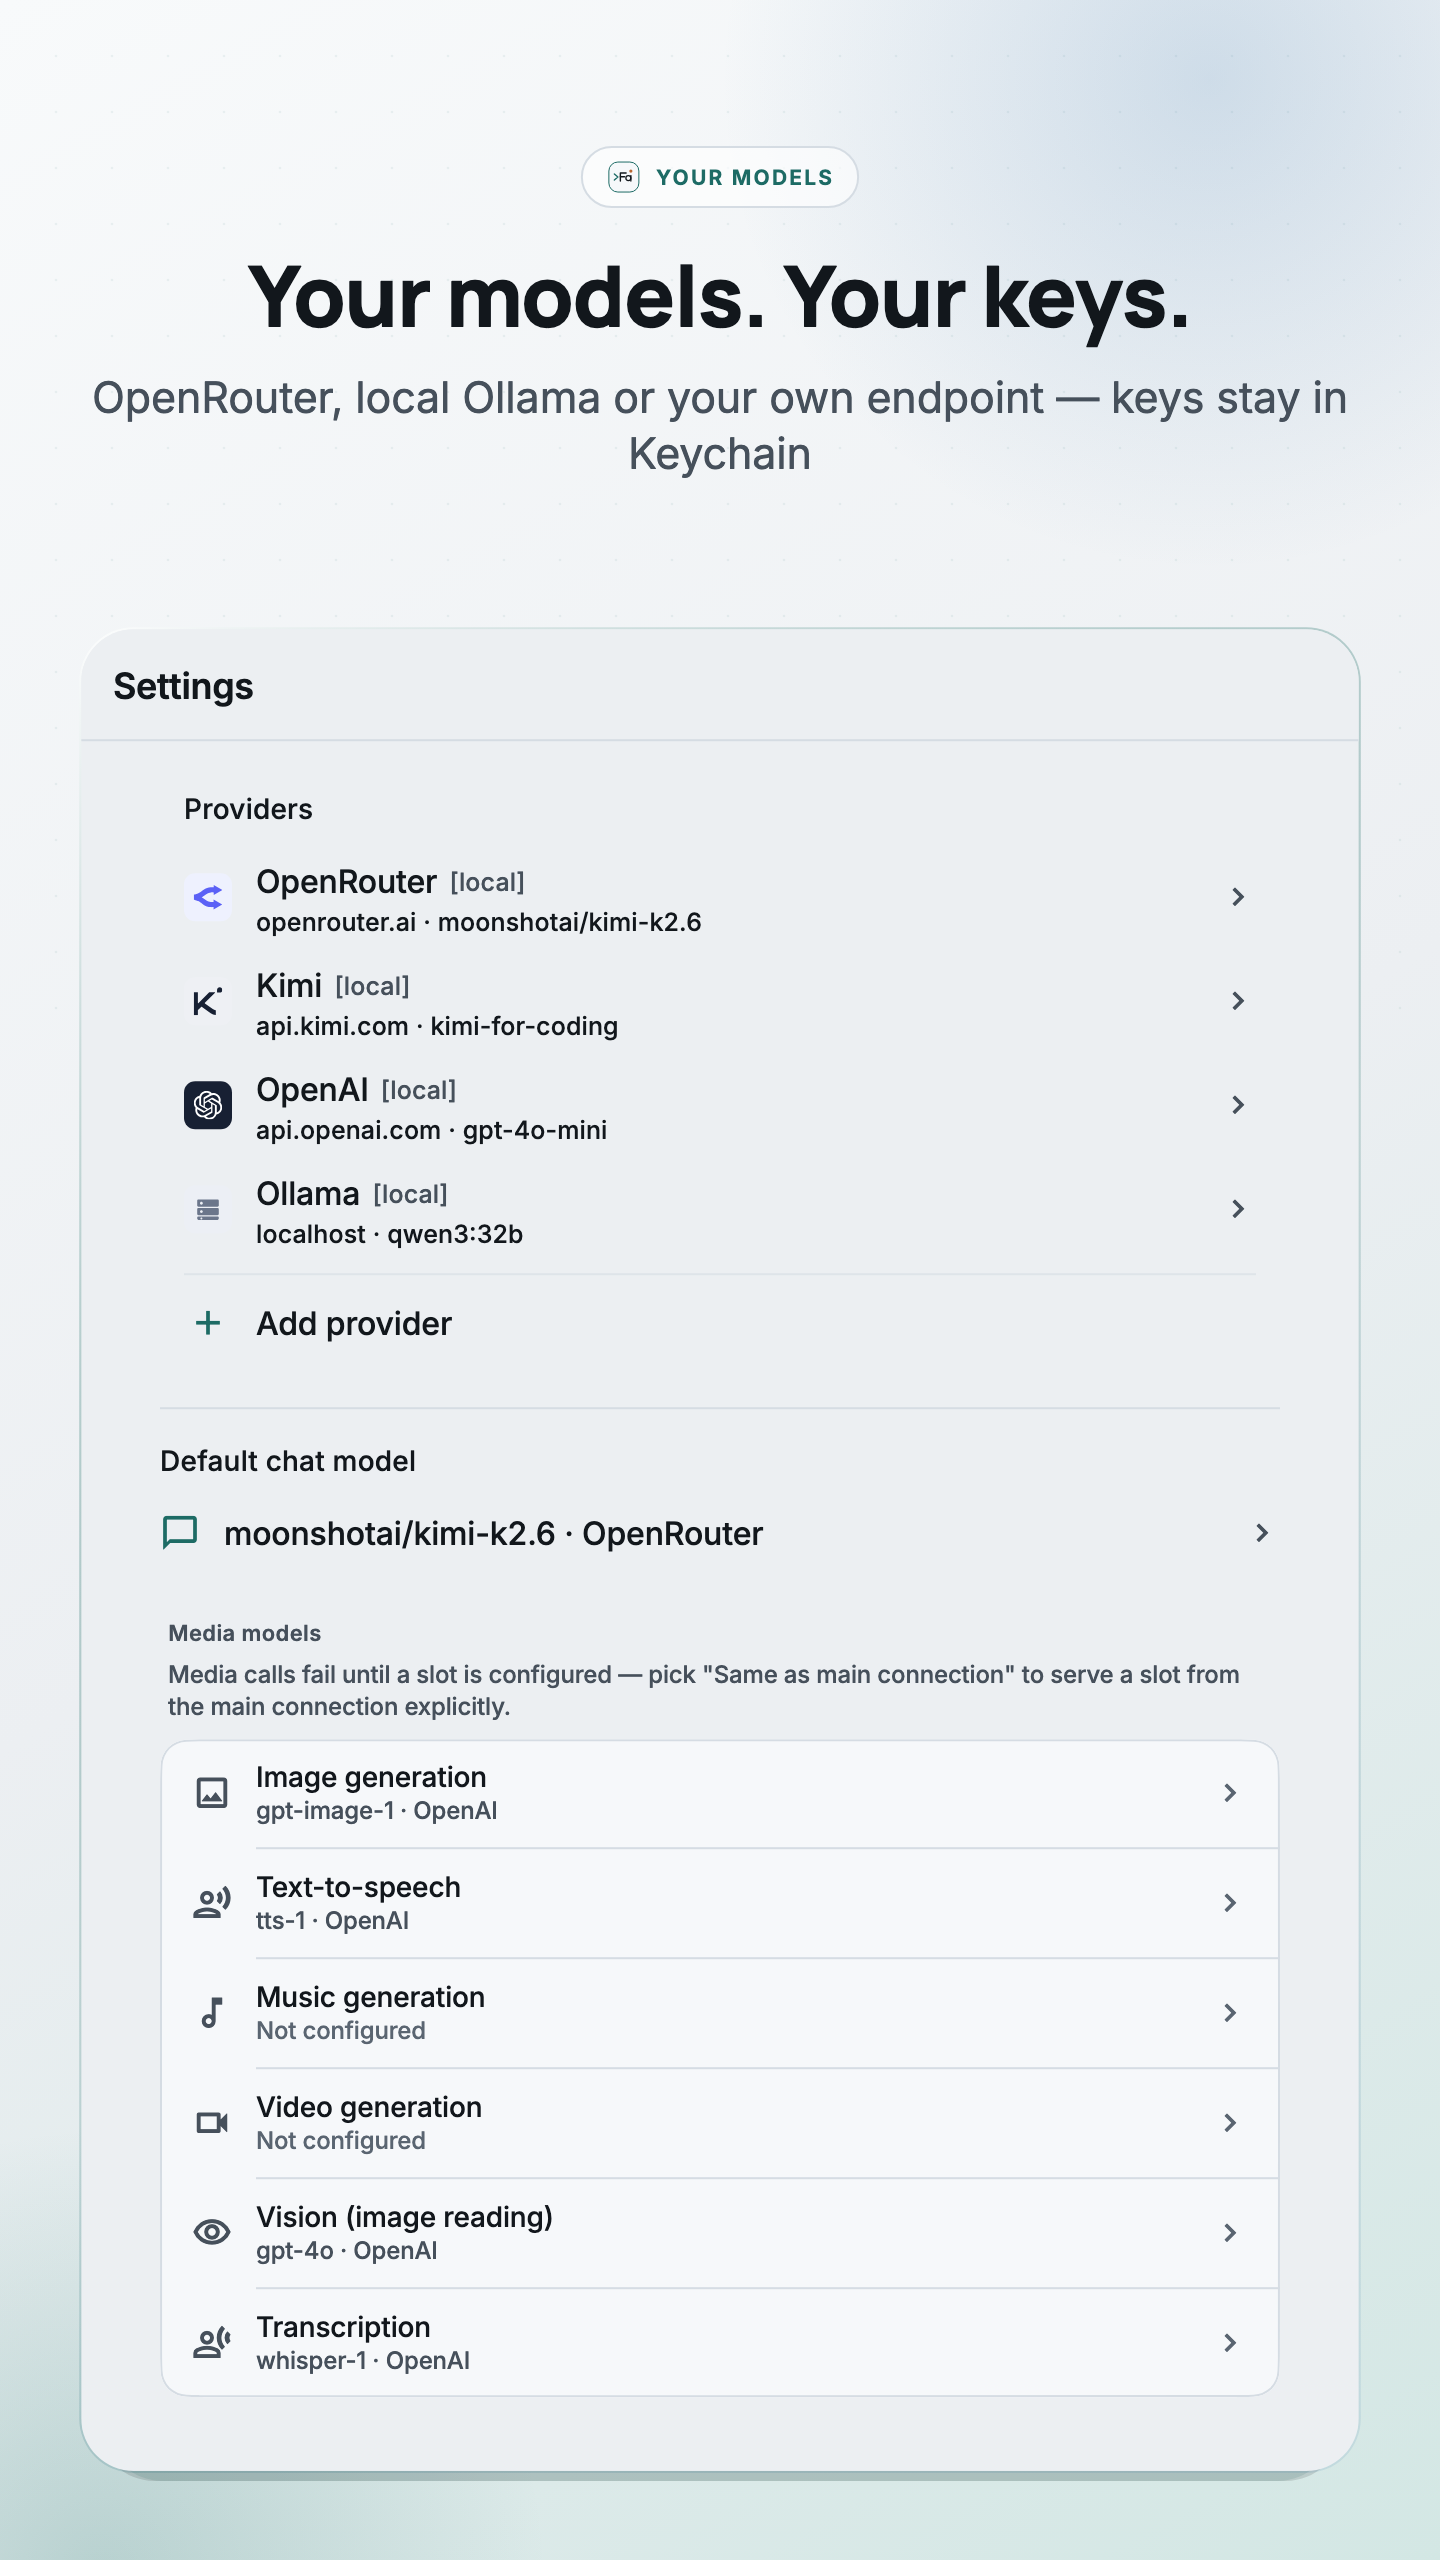 >Fa YOUR MODELS
Your models. Your keys.
OpenRouter, local Ollama or your own endpoint — keys stay in
Keychain
Settings
Providers
OpenRouter [local]
openrouter.ai · moonshotai/kimi-k2.6
Kimi [local]
api.kimi.com · kimi-for-coding
OpenAI [local]
api.openai.com · gpt-4o-mini
Ollama [local]
localhost · qwen3:32b
Add provider
Default chat model
moonshotai/kimi-k2.6 · OpenRouter
Media models
Media calls fail until a slot is configured — pick "Same as main connection" to serve a slot from
the main connection explicitly.
Image generation
gpt-image-1 · OpenAI
Text-to-speech
tts-1 · OpenAI
Music generation
Not configured
Video generation
Not configured
Vision (image reading)
gpt-4o · OpenAI
Transcription
whisper-1 · OpenAI